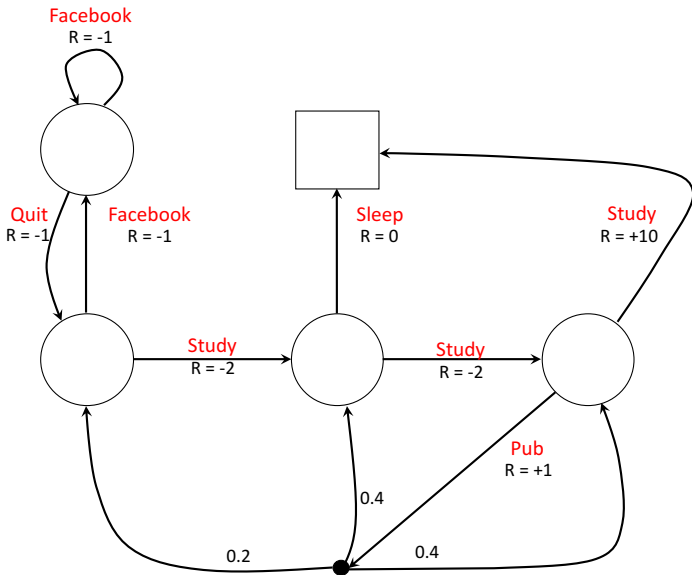 Facebook
R = -1
Quit
R = -1
Facebook
R = -1
Sleep
R = 0
Study
R = +10
Study
R = -2
Study
R = -2
Pub
R = +1
0.4
0.2
0.4